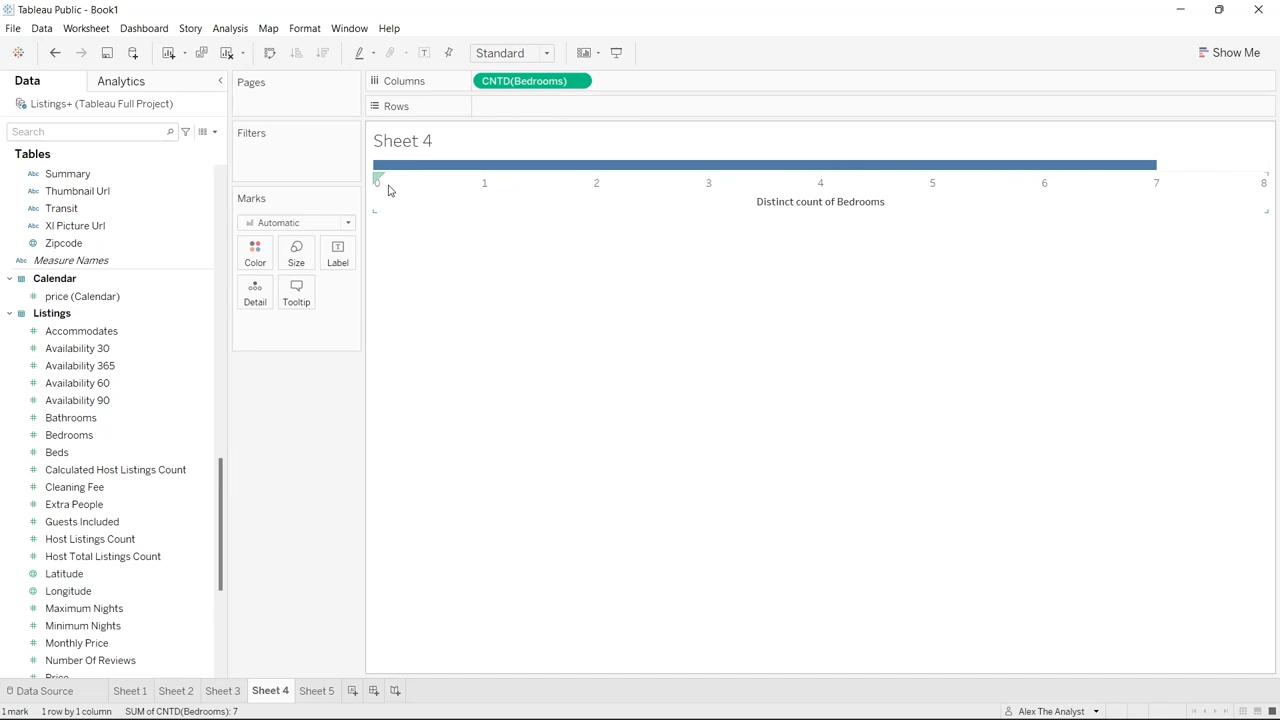 Tableau Public - Book1
File Data Worksheet Dashboard Story Analysis Map Format Window Help
Standard
Show Me
Data Analytics
Listings+ (Tableau Full Project)
Search
Tables
Abc Summary
Abc Thumbnail Url
Abc Transit
Abc Xl Picture Url
Zipcode
Abc Measure Names
Calendar
# price (Calendar)
Listings
# Accommodates
# Availability 30
# Availability 365
# Availability 60
# Availability 90
# Bathrooms
# Bedrooms
# Beds
# Calculated Host Listings Count
# Cleaning Fee
# Extra People
# Guests Included
# Host Listings Count
# Host Total Listings Count
Latitude
Longitude
# Maximum Nights
# Minimum Nights
# Monthly Price
# Number Of Reviews
Price
Pages
Filters
Marks
Automatic
Color Size Label
Detail Tooltip
Columns CNTD(Bedrooms)
Rows
Sheet 4
0 1 2 3 4 5 6 7 8
Distinct count of Bedrooms
Data Source Sheet 1 Sheet 2 Sheet 3 Sheet 4 Sheet 5
1 mark 1 row by 1 column SUM of CNTD(Bedrooms): 7 Alex The Analyst